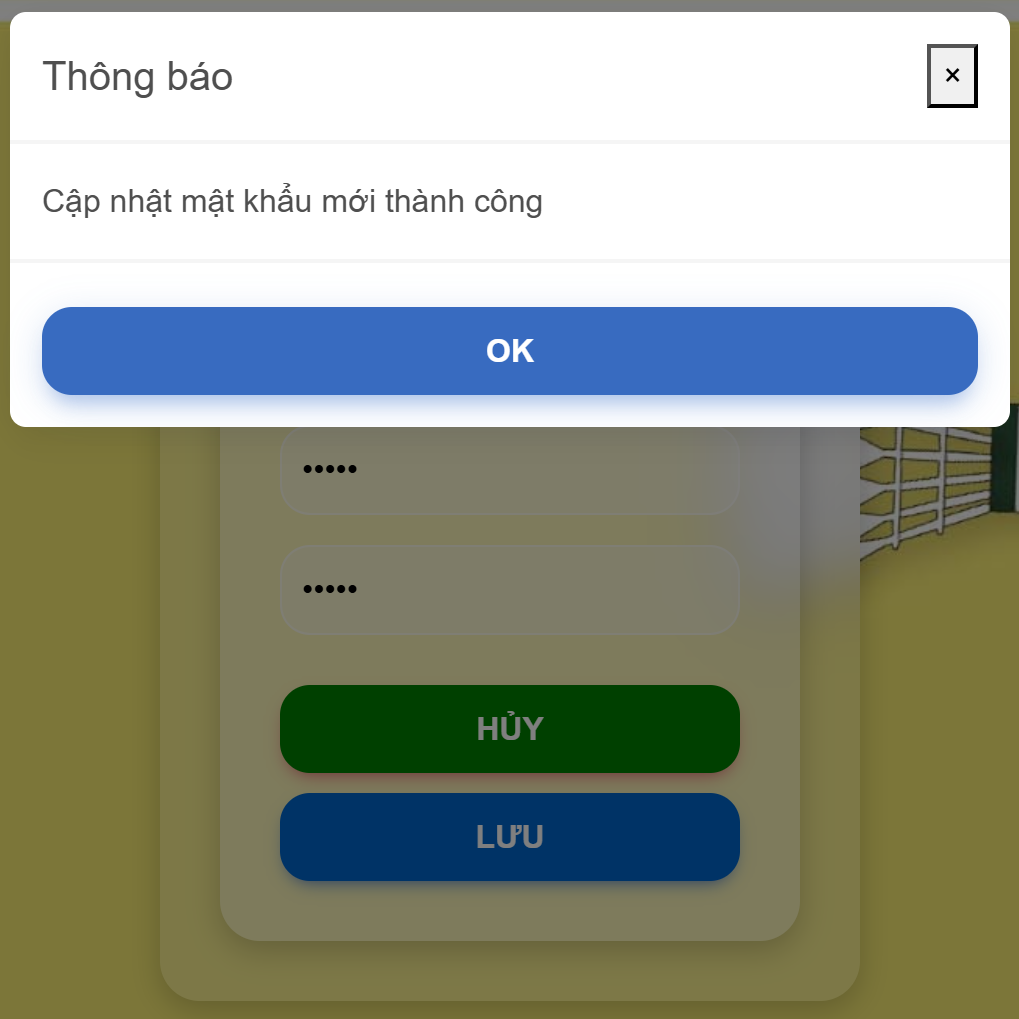 Thông báo
×
Cập nhật mật khẩu mới thành công
OK
•••••
•••••
HỦY
LƯU